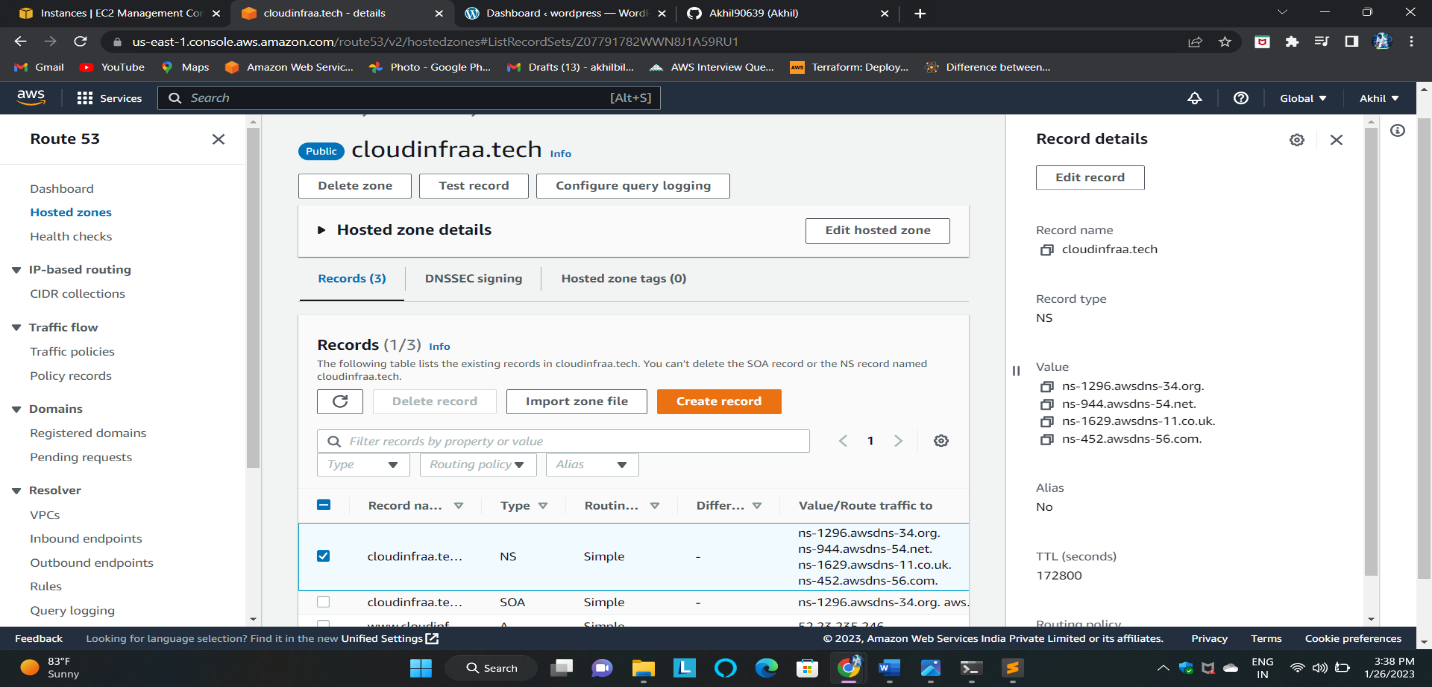 Instances | EC2 Management Con
cloudinfraa.tech - details
Dashboard ‹ wordpress — Word
Akhil90639 (Akhil)
us-east-1.console.aws.amazon.com/route53/v2/hostedzones#ListRecordSets/Z07791782WWN8J1A59RU1
Gmail
YouTube
Maps
Amazon Web Servic...
Photo - Google Ph...
Drafts (13) - akhilbil...
AWS Interview Que...
Terraform: Deploy...
Difference between...
aws
Services
Search
[Alt+S]
Global
Akhil
Route 53
Dashboard
Hosted zones
Health checks
IP-based routing
CIDR collections
Traffic flow
Traffic policies
Policy records
Domains
Registered domains
Pending requests
Resolver
VPCs
Inbound endpoints
Outbound endpoints
Rules
Query logging
Public cloudinfraa.tech Info
Delete zone
Test record
Configure query logging
Hosted zone details
Edit hosted zone
Records (3)
DNSSEC signing
Hosted zone tags (0)
Records (1/3) Info
The following table lists the existing records in cloudinfraa.tech. You can't delete the SOA record or the NS record named
cloudinfraa.tech.
Delete record
Import zone file
Create record
Filter records by property or value
1
Type
Routing policy
Alias
Record na... Type Routin... Differ... Value/Route traffic to
cloudinfraa.te... NS Simple -
ns-1296.awsdns-34.org.
ns-944.awsdns-54.net.
ns-1629.awsdns-11.co.uk.
ns-452.awsdns-56.com.
cloudinfraa.te... SOA Simple - ns-1296.awsdns-34.org. aws.
www.cloudinf... A Simple - 52.23.235.246
Record details
Edit record
Record name
cloudinfraa.tech
Record type
NS
Value
ns-1296.awsdns-34.org.
ns-944.awsdns-54.net.
ns-1629.awsdns-11.co.uk.
ns-452.awsdns-56.com.
Alias
No
TTL (seconds)
172800
Routing policy
Feedback
Looking for language selection? Find it in the new Unified Settings
© 2023, Amazon Web Services India Private Limited or its affiliates.
Privacy
Terms
Cookie preferences
83°F
Sunny
Search
ENG
IN
3:38 PM
1/26/2023